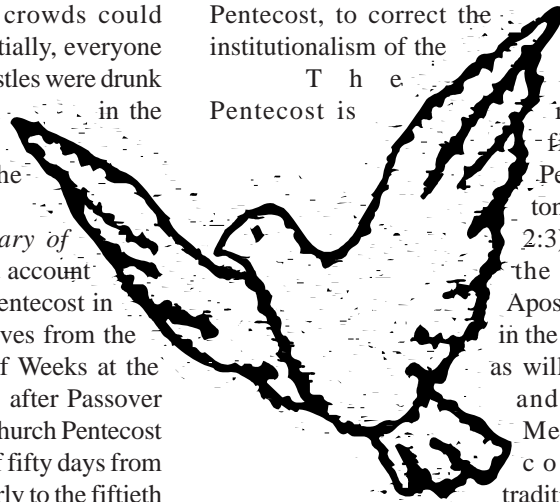 crowds could
tially, everyone
stles were drunk
in the
he
ary of
account
entecost in
ves from the
f Weeks at the
after Passover
hurch Pentecost
f fifty days from
rly to the fiftieth
Pentecost, to correct the
institutionalism of the
T h e
Pentecost is
Pe
ton
2:3)
the
Apos
in the
as will
and
Me
c o
tradit